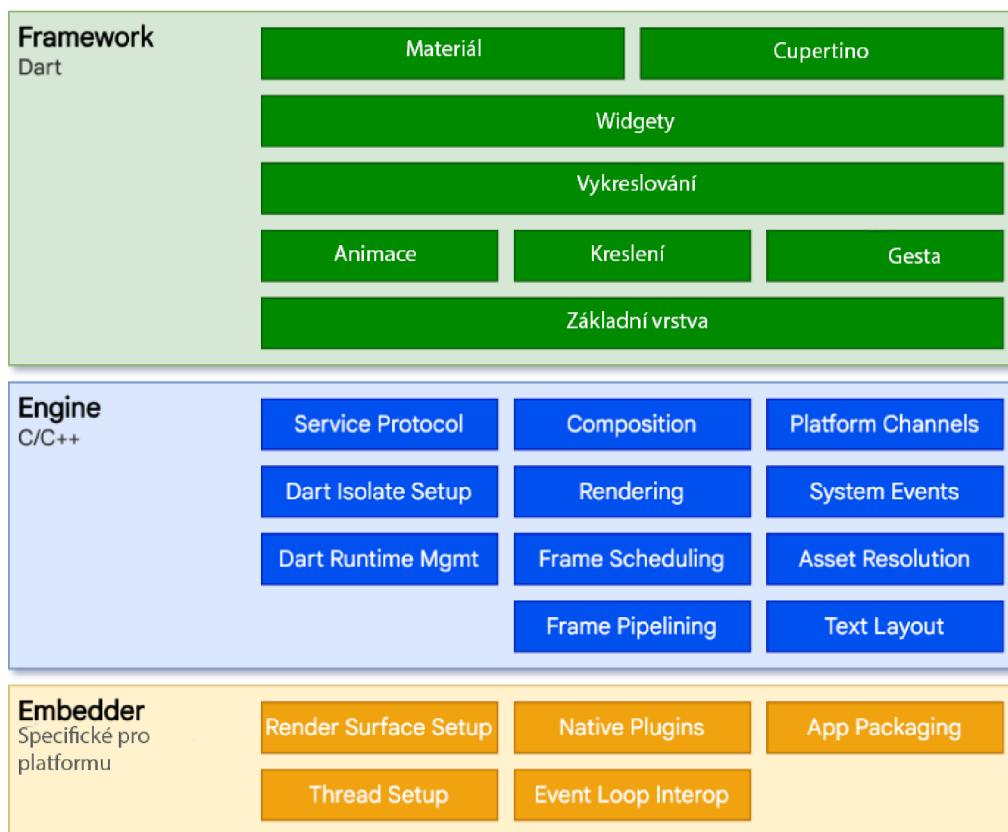 Framework
Dart
Materiál
Cupertino
Widgety
Vykreslování
Animace
Kreslení
Gesta
Základní vrstva
Engine
C/C++
Service Protocol
Composition
Platform Channels
Dart Isolate Setup
Rendering
System Events
Dart Runtime Mgmt
Frame Scheduling
Asset Resolution
Frame Pipelining
Text Layout
Embedder
Specifické pro
platformu
Render Surface Setup
Native Plugins
App Packaging
Thread Setup
Event Loop Interop